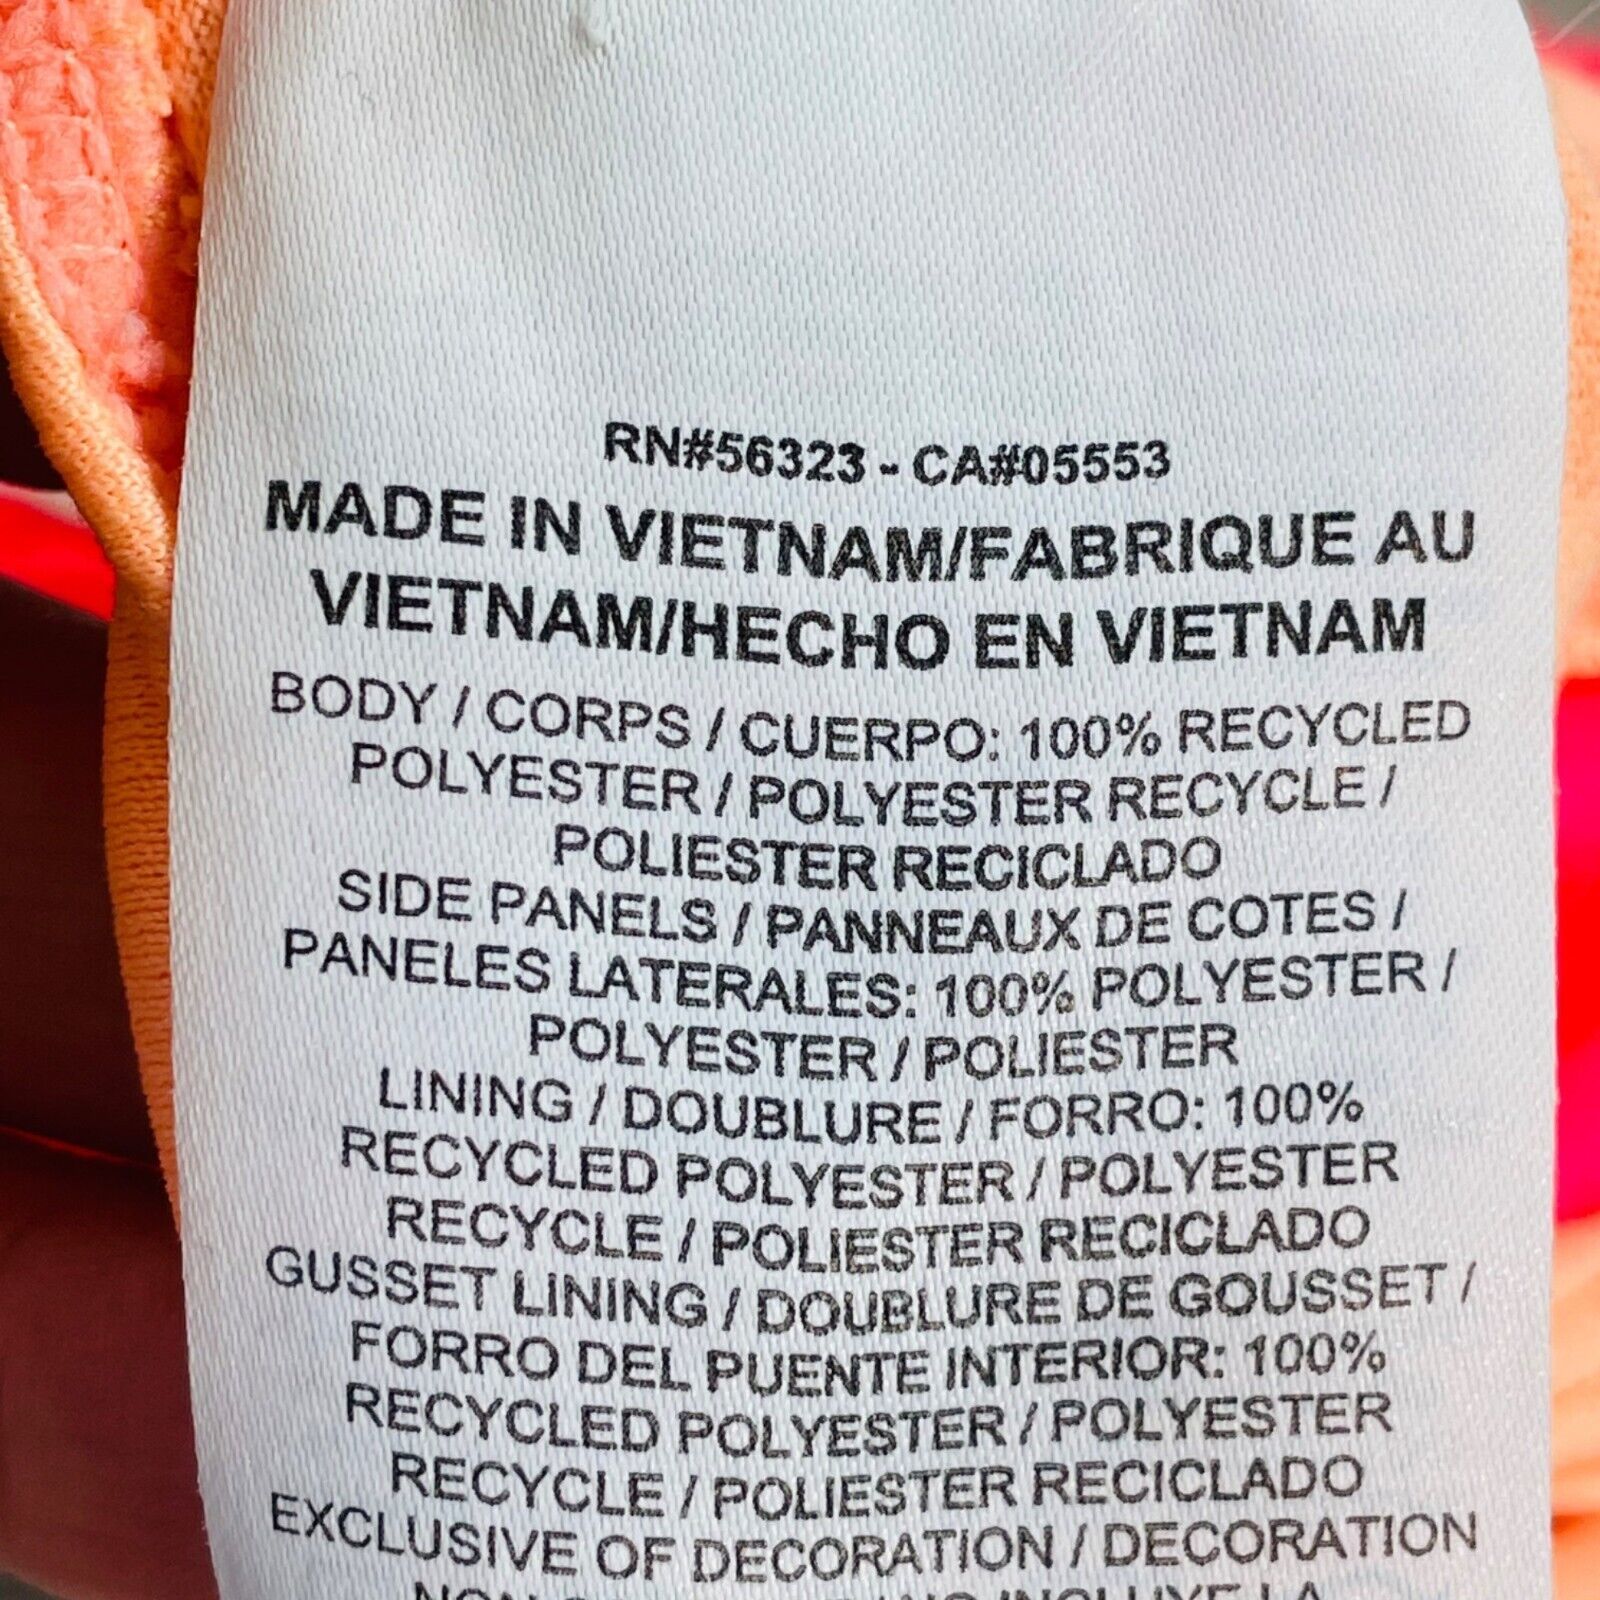 RN#56323 - CA#05553
MADE IN VIETNAM/FABRIQUE AU
VIETNAM/HECHO EN VIETNAM
BODY / CORPS / CUERPO: 100% RECYCLED
POLYESTER / POLYESTER RECYCLE /
POLIESTER RECICLADO
SIDE PANELS / PANNEAUX DE COTES /
PANELES LATERALES: 100% POLYESTER /
POLYESTER / POLIESTER
LINING / DOUBLURE / FORRO: 100%
RECYCLED POLYESTER / POLYESTER
RECYCLE / POLIESTER RECICLADO
GUSSET LINING / DOUBLURE DE GOUSSET /
FORRO DEL PUENTE INTERIOR: 100%
RECYCLED POLYESTER / POLYESTER
RECYCLE / POLIESTER RECICLADO
EXCLUSIVE OF DECORATION / DECORATION